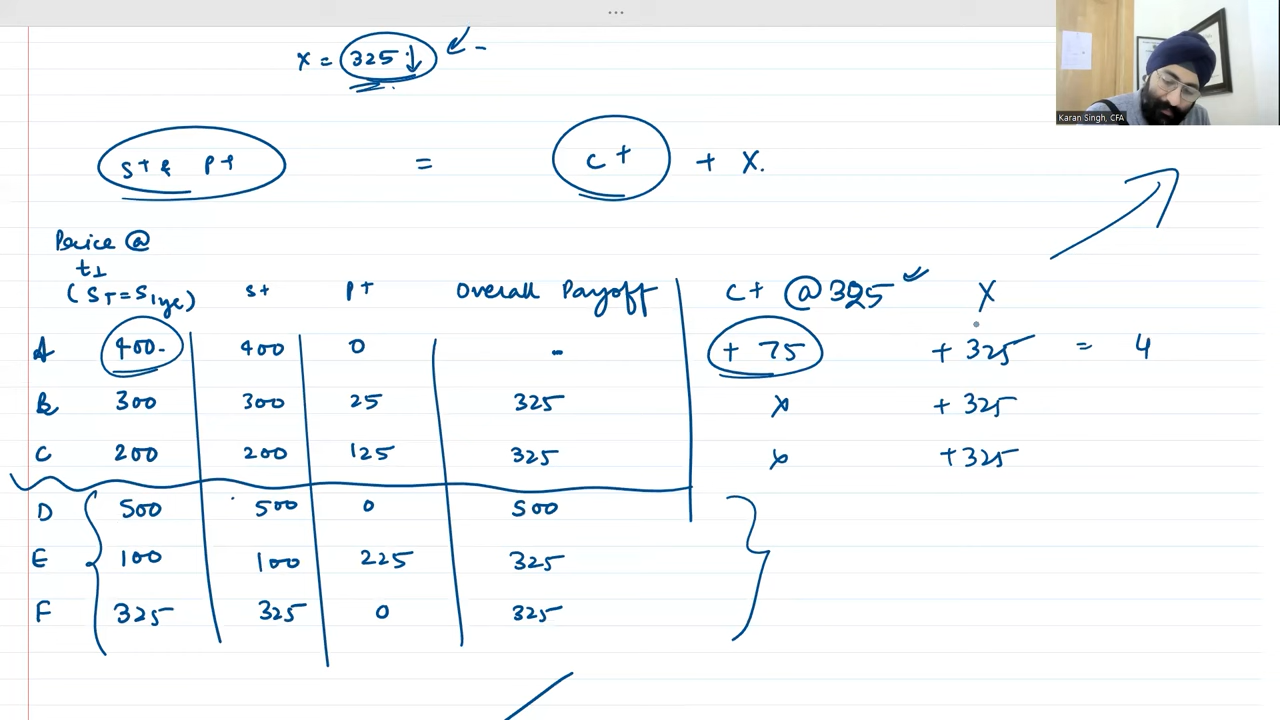 ...
x = 325 ↓
Karan Singh, CFA
S+ & P+ = C+ + X.
Price @
t1
(ST = S1yr) S+ P+ Overall Payoff C+ @ 325 X
A 400- 400 0 - + 75 + 325 = 4
B 300 300 25 325 x + 325
C 200 200 125 325 x +325
D 500 500 0 500
E 100 100 225 325
F 325 325 0 325